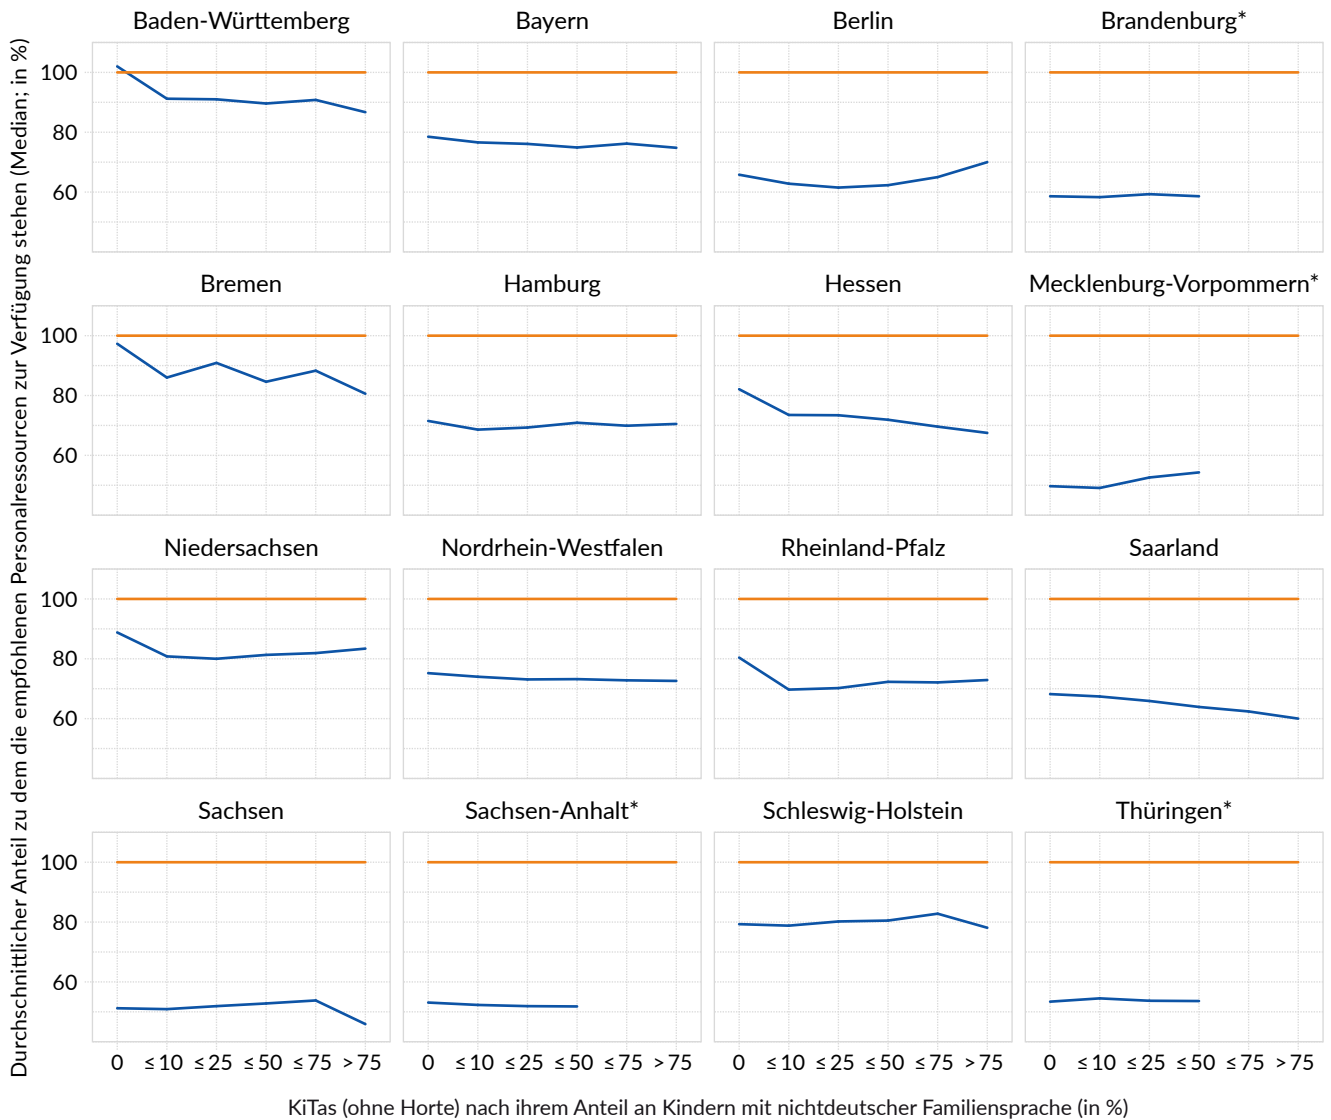 Durchschnittlicher Anteil zu dem die empfohlenen Personalressourcen zur Verfügung stehen (Median; in %)
Baden-Württemberg
Bayern
Berlin
Brandenburg*
100
80
60
Bremen
Hamburg
Hessen
Mecklenburg-Vorpommern*
100
80
60
Niedersachsen
Nordrhein-Westfalen
Rheinland-Pfalz
Saarland
100
80
60
Sachsen
Sachsen-Anhalt*
Schleswig-Holstein
Thüringen*
100
80
60
0 ≤10 ≤25 ≤50 ≤75 >75
0 ≤10 ≤25 ≤50 ≤75 >75
0 ≤10 ≤25 ≤50 ≤75 >75
0 ≤10 ≤25 ≤50 ≤75 >75
KiTas (ohne Horte) nach ihrem Anteil an Kindern mit nichtdeutscher Familiensprache (in %)